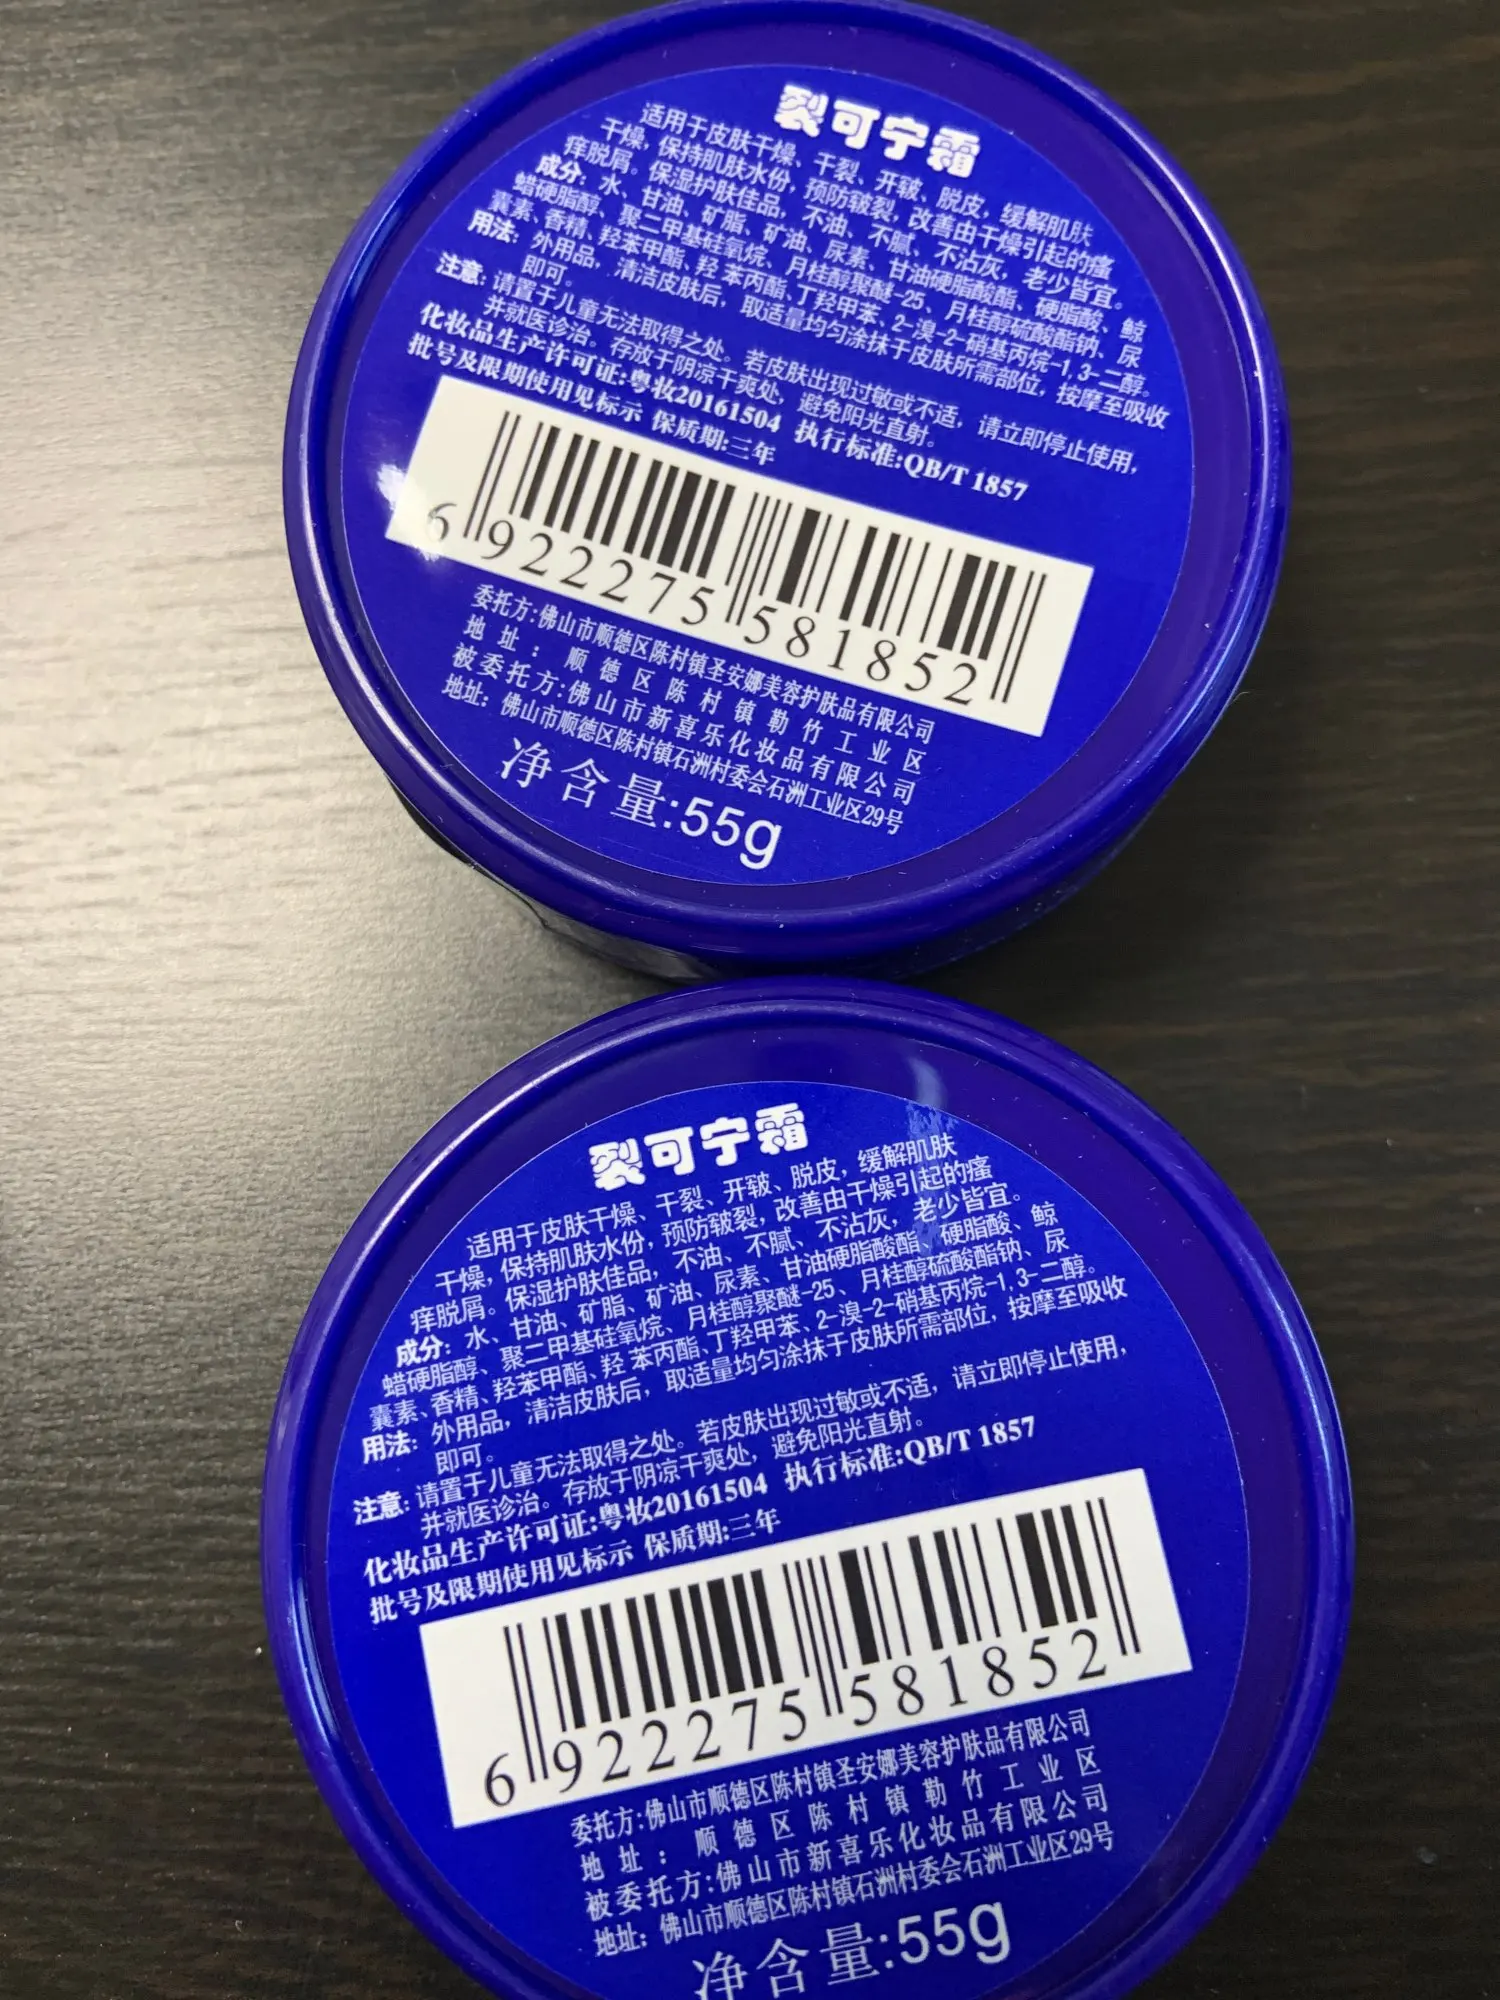 裂可宁霜
适用于皮肤干燥、干裂、开皲、脱皮，缓解肌肤
干燥，保持肌肤水份，预防皲裂，改善由干燥引起的瘙
痒脱屑。保湿护肤佳品，不油、不腻、不沾灰，老少皆宜。
成分：水、甘油、矿脂、矿油、尿素、甘油硬脂酸酯、硬脂酸、鲸
蜡硬脂醇、聚二甲基硅氧烷、月桂醇聚醚-25、月桂醇硫酸酯钠、尿
囊素、香精、羟苯甲酯、羟 苯丙酯、丁羟甲苯、2-溴-2-硝基丙烷-1,3-二醇。
用法：外用品，清洁皮肤后，取适量均匀涂抹于皮肤所需部位，按摩至吸收
即可。
注意：请置于儿童无法取得之处。若皮肤出现过敏或不适，请立即停止使用，
并就医诊治。存放于阴凉干爽处，避免阳光直射。
化妆品生产许可证:粤妆20161504 执行标准:QB/T 1857
批号及限期使用见标示 保质期:三年
6 922275 581852
委托方:佛山市顺德区陈村镇圣安娜美容护肤品有限公司
地址：顺德区陈村镇勒竹工业区
被委托方:佛山市新喜乐化妆品有限公司
地址：佛山市顺德区陈村镇石洲村委会石洲工业区29号
净含量:55g
裂可宁霜
适用于皮肤干燥、干裂、开皲、脱皮，缓解肌肤
干燥，保持肌肤水份，预防皲裂，改善由干燥引起的瘙
痒脱屑。保湿护肤佳品，不油、不腻、不沾灰，老少皆宜。
成分：水、甘油、矿脂、矿油、尿素、甘油硬脂酸酯、硬脂酸、鲸
蜡硬脂醇、聚二甲基硅氧烷、月桂醇聚醚-25、月桂醇硫酸酯钠、尿
囊素、香精、羟苯甲酯、羟 苯丙酯、丁羟甲苯、2-溴-2-硝基丙烷-1,3-二醇。
用法：外用品，清洁皮肤后，取适量均匀涂抹于皮肤所需部位，按摩至吸收
即可。
注意：请置于儿童无法取得之处。若皮肤出现过敏或不适，请立即停止使用，
并就医诊治。存放于阴凉干爽处，避免阳光直射。
化妆品生产许可证:粤妆20161504 执行标准:QB/T 1857
批号及限期使用见标示 保质期:三年
6 922275 581852
委托方:佛山市顺德区陈村镇圣安娜美容护肤品有限公司
地址：顺德区陈村镇勒竹工业区
被委托方:佛山市新喜乐化妆品有限公司
地址：佛山市顺德区陈村镇石洲村委会石洲工业区29号
净含量:55g